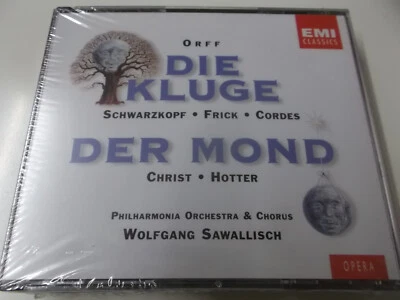 ORFF
EMI
CLASSICS
DIE
KLUGE
SCHWARZKOPF • FRICK • CORDES
DER MOND
CHRIST • HOTTER
PHILHARMONIA ORCHESTRA & CHORUS
WOLFGANG SAWALLISCH
OPERA